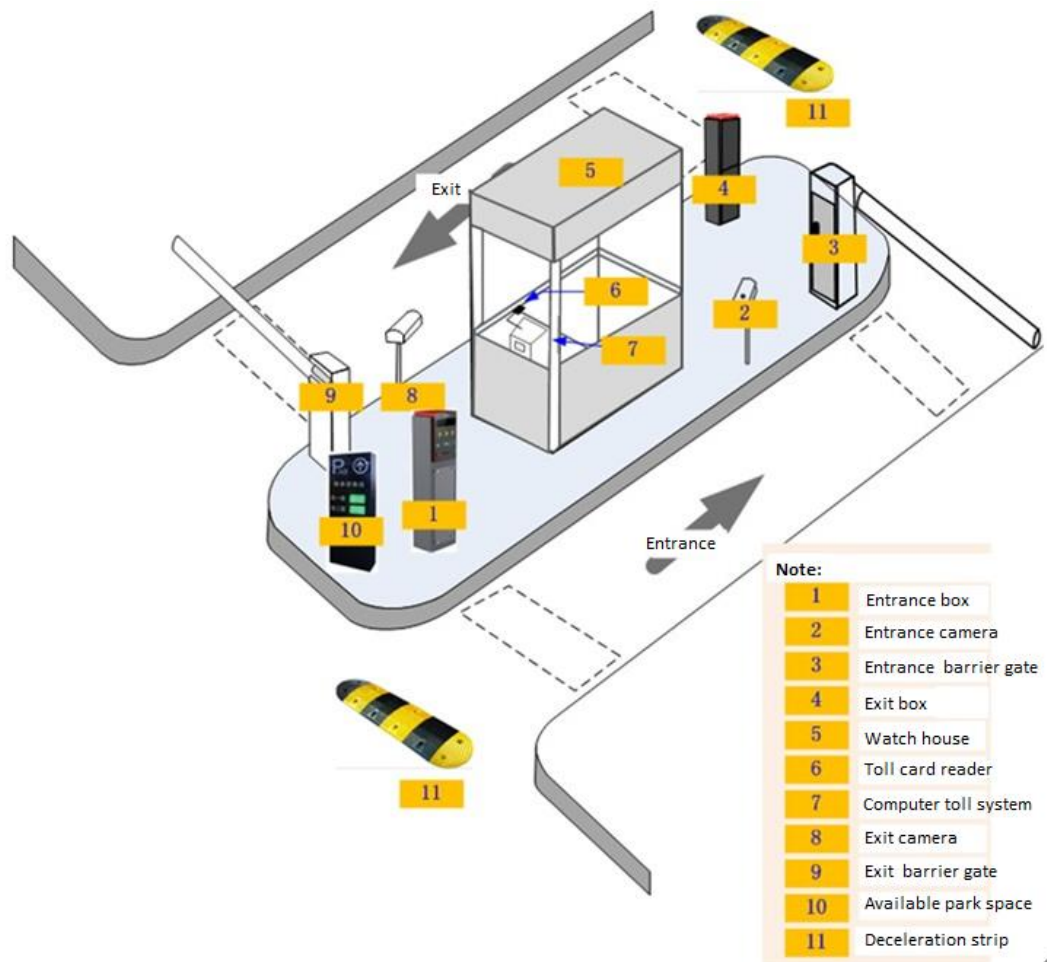 11
5
4
Exit
3
6
2
7
9
8
P
10
1
Entrance
Note:
1 Entrance box
2 Entrance camera
3 Entrance barrier gate
4 Exit box
5 Watch house
6 Toll card reader
7 Computer toll system
8 Exit camera
9 Exit barrier gate
10 Available park space
11 Deceleration strip
11